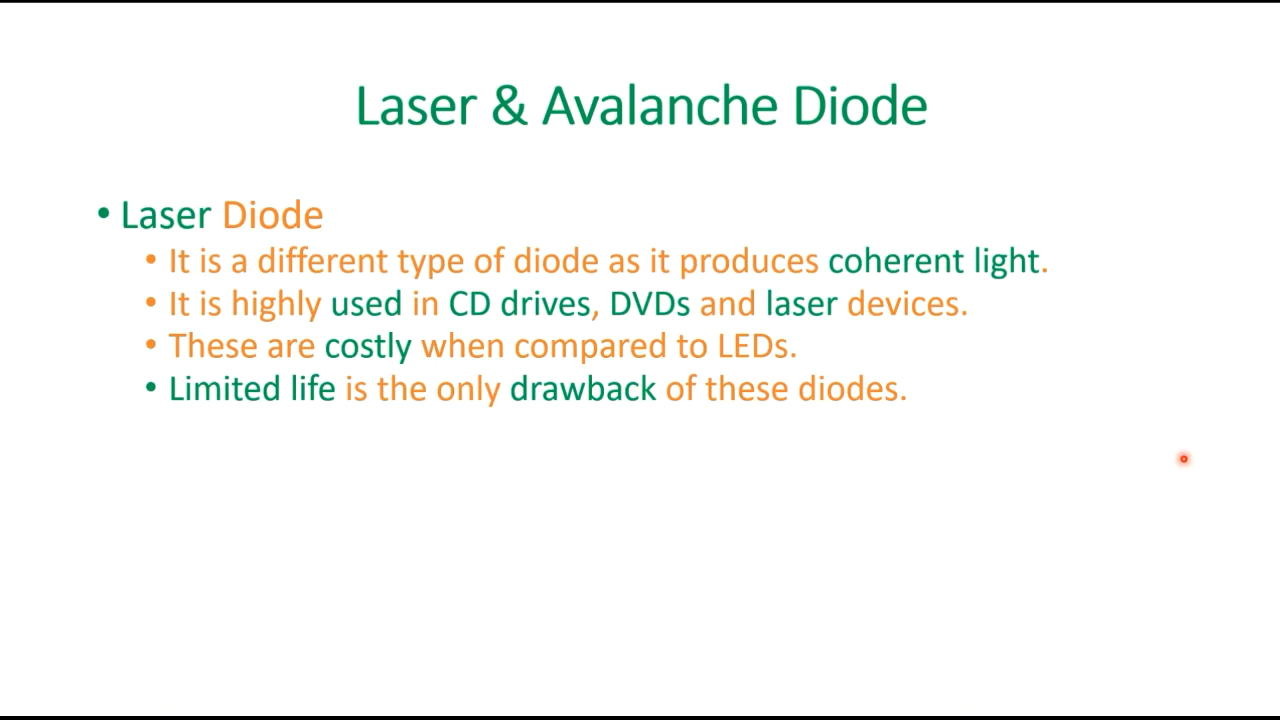 Laser & Avalanche Diode
• Laser Diode
• It is a different type of diode as it produces coherent light.
• It is highly used in CD drives, DVDs and laser devices.
• These are costly when compared to LEDs.
• Limited life is the only drawback of these diodes.